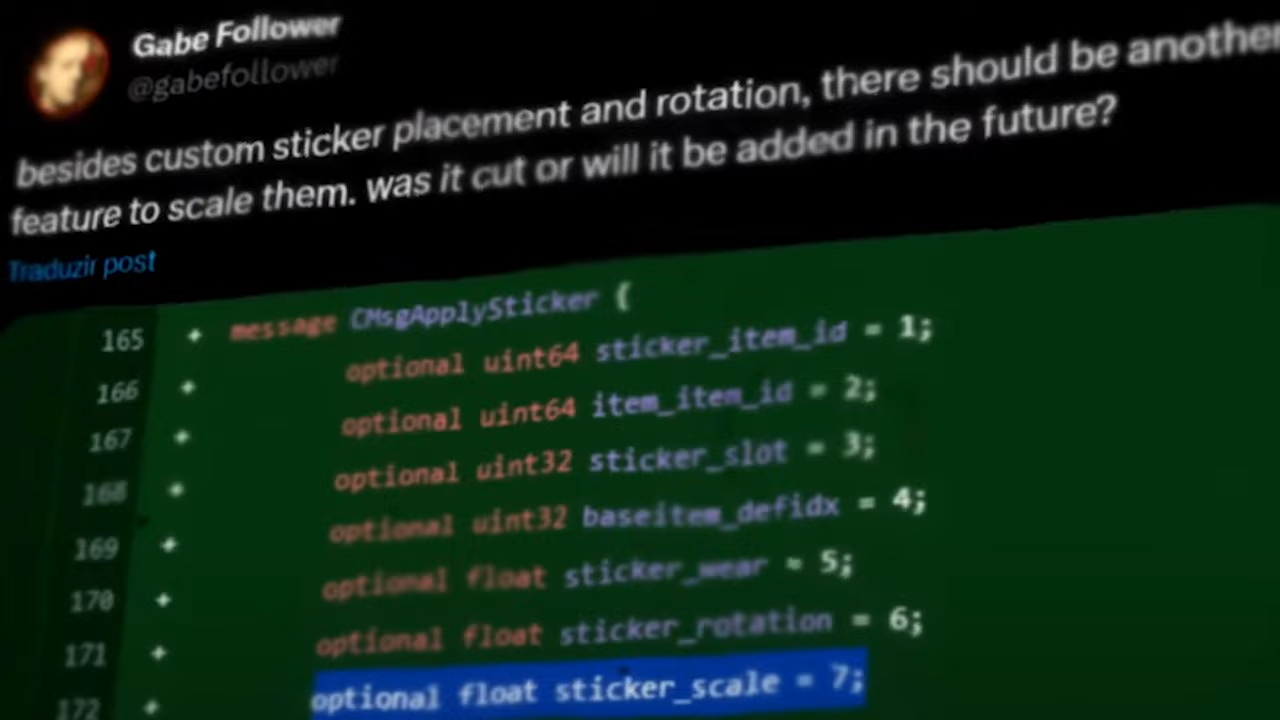 Gabe Follower
@gabefollower
besides custom sticker placement and rotation, there should be another
feature to scale them. was it cut or will it be added in the future?
Traduzir post
165 + message CMsgApplySticker {
166 + optional uint64 sticker_item_id = 1;
167 + optional uint64 item_item_id = 2;
168 + optional uint32 sticker_slot = 3;
169 + optional uint32 baseitem_defidx = 4;
170 + optional float sticker_wear = 5;
171 + optional float sticker_rotation = 6;
172 + optional float sticker_scale = 7;